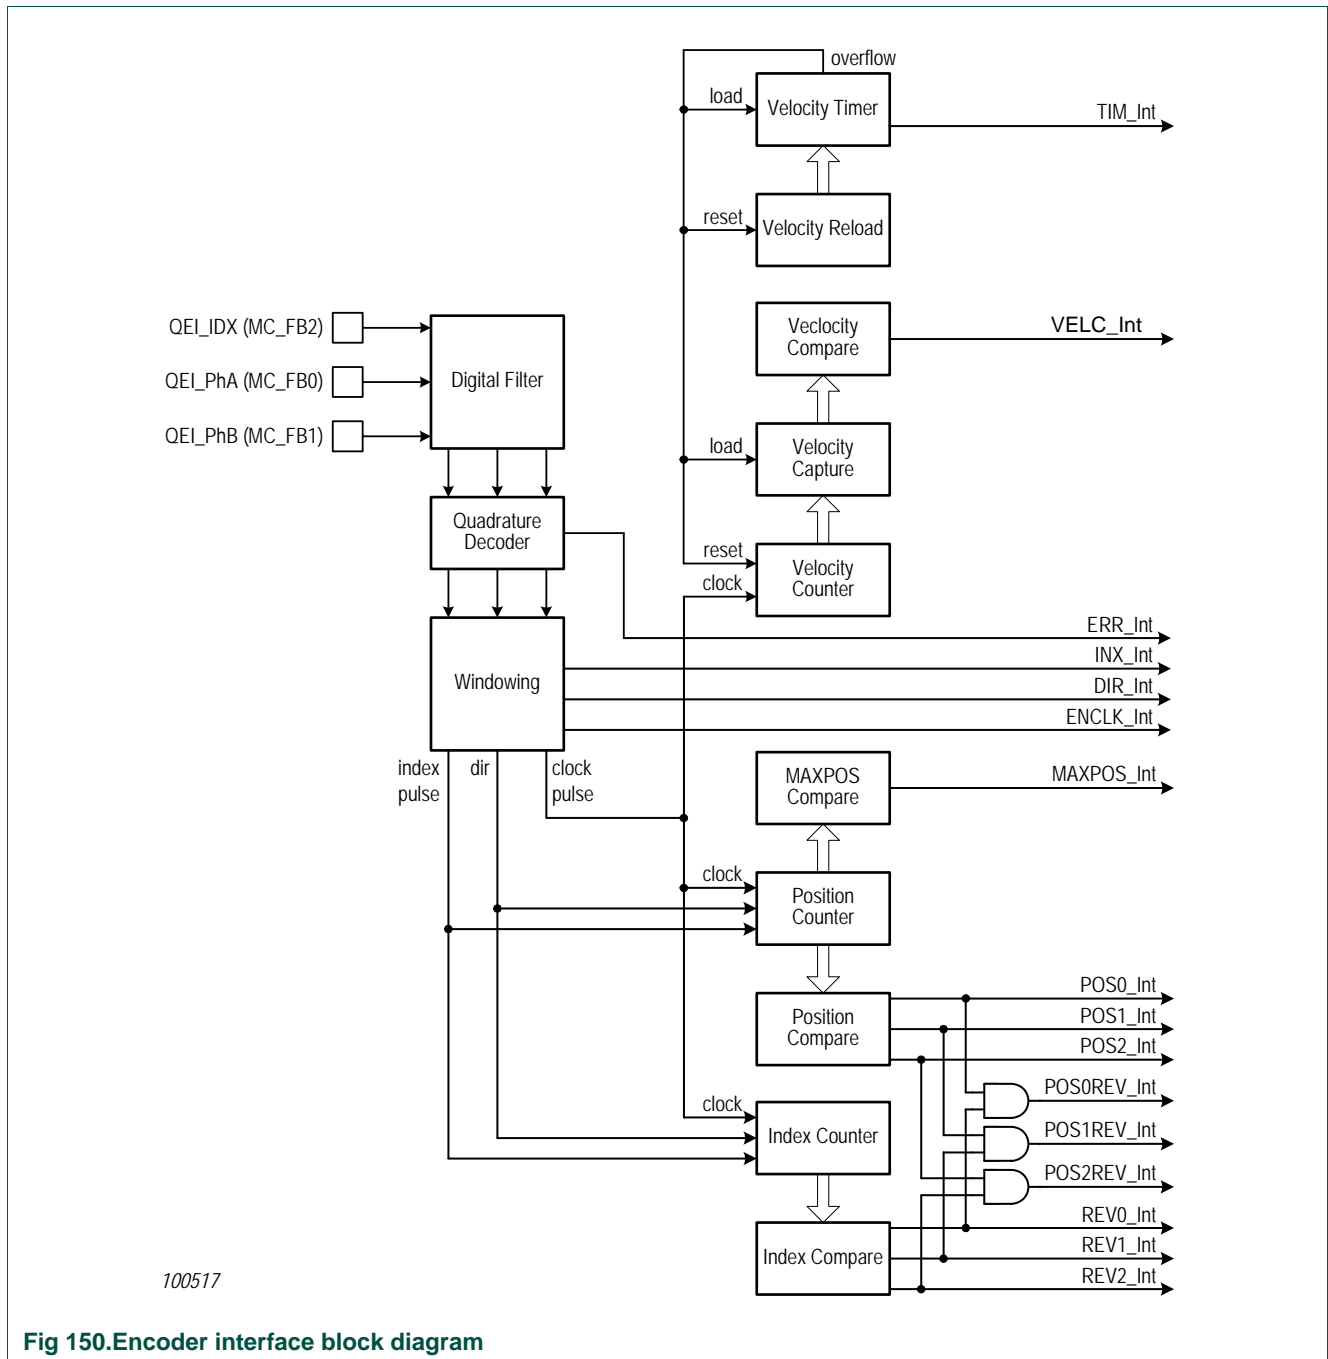 overflow
load
Velocity Timer
TIM_Int
reset
Velocity Reload
QEI_IDX (MC_FB2)
QEI_PhA (MC_FB0)
QEI_PhB (MC_FB1)
Digital Filter
Veclocity
Compare
VELC_Int
load
Velocity
Capture
Quadrature
Decoder
reset
clock
Velocity
Counter
ERR_Int
INX_Int
DIR_Int
ENCLK_Int
Windowing
index
pulse
dir
clock
pulse
MAXPOS
Compare
MAXPOS_Int
clock
Position
Counter
Position
Compare
POS0_Int
POS1_Int
POS2_Int
POS0REV_Int
POS1REV_Int
POS2REV_Int
clock
Index Counter
Index Compare
REV0_Int
REV1_Int
REV2_Int
100517
Fig 150.Encoder interface block diagram